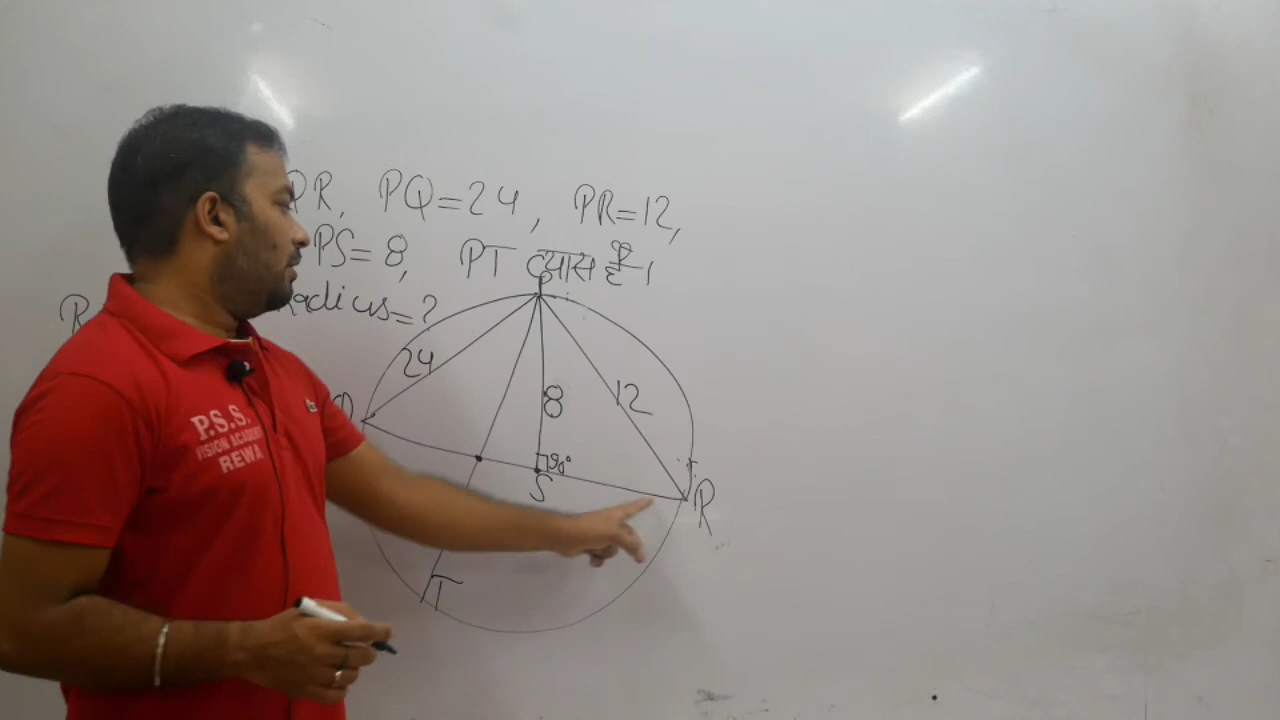 PR, PQ=24, PR=12,
PS=8, PT व्यास है।
Radius=?
P
24
8
12
90°
S
R
T
P.S.S.
VISION ACADEMY
REWA